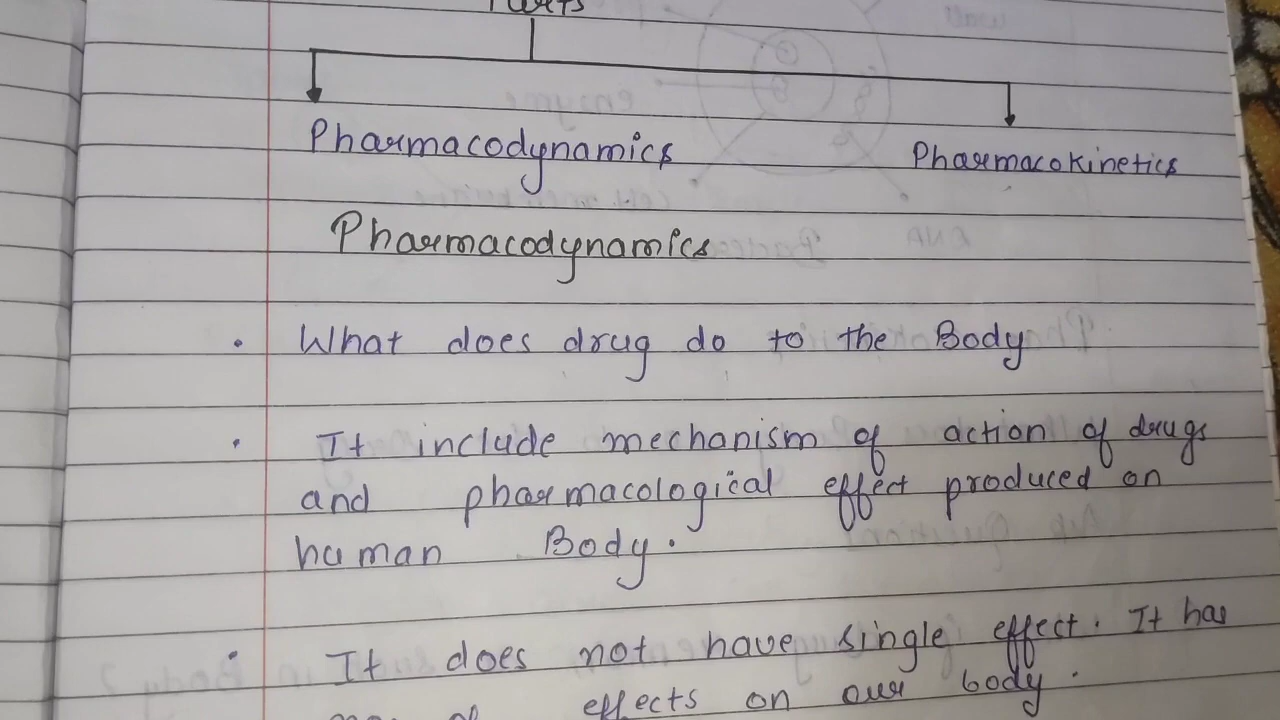 Parts
Pharmacodynamics Pharmacokinetics
Pharmacodynamics
• What does drug do to the Body
• It include mechanism of action of drugs
and pharmacological effect produced on
human Body.
• It does not have single effect. It has
effects on our body.